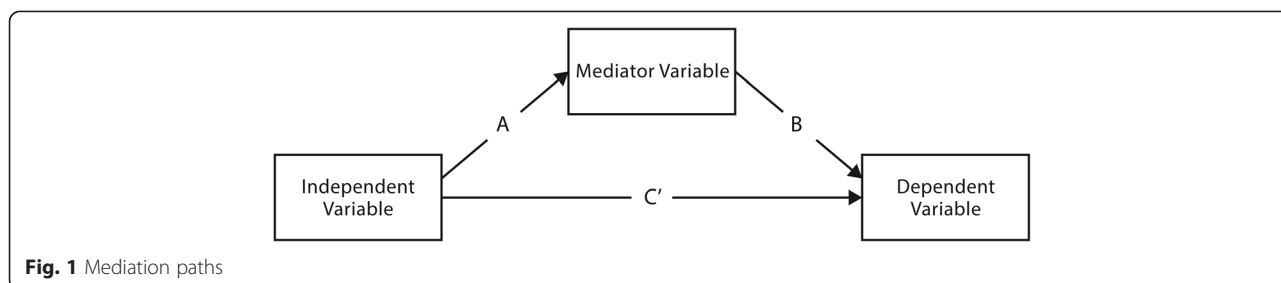 Mediator Variable
A
B
Independent
Variable
C'
Dependent
Variable
Fig. 1 Mediation paths